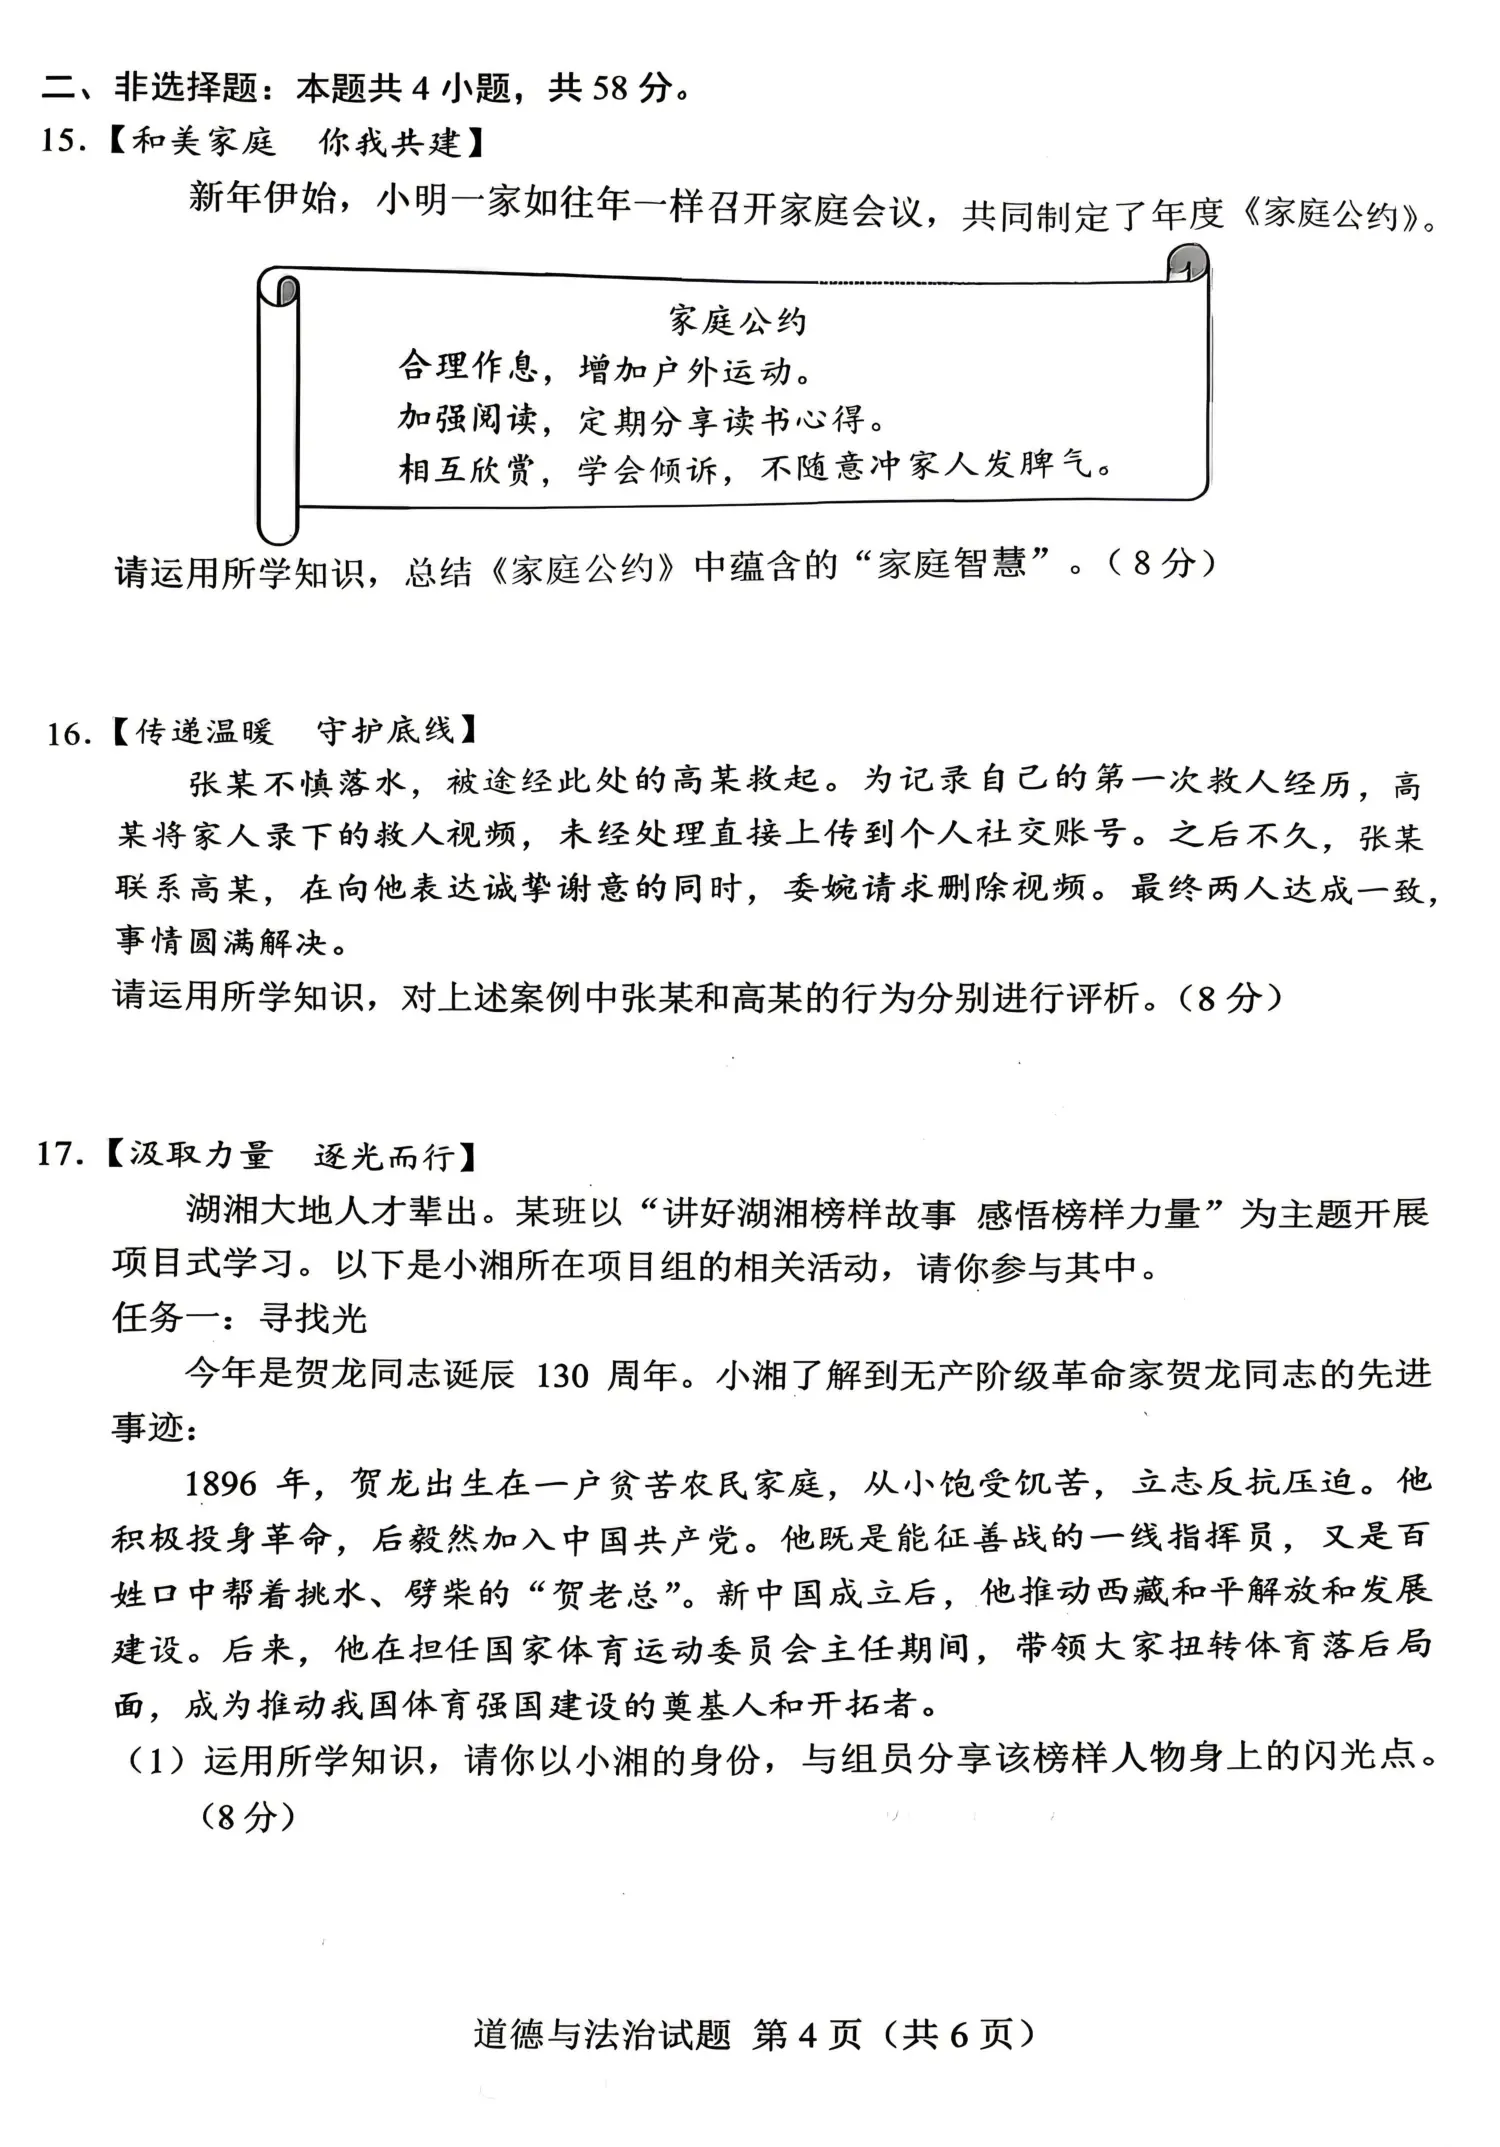 二、非选择题：本题共 4 小题，共 58 分。
15.【和美家庭 你我共建】
新年伊始，小明一家如往年一样召开家庭会议，共同制定了年度《家庭公约》。
家庭公约
合理作息，增加户外运动。
加强阅读，定期分享读书心得。
相互欣赏，学会倾诉，不随意冲家人发脾气。
请运用所学知识，总结《家庭公约》中蕴含的“家庭智慧”。（8 分）
16.【传递温暖 守护底线】
张某不慎落水，被途经此处的高某救起。为记录自己的第一次救人经历，高
某将家人录下的救人视频，未经处理直接上传到个人社交账号。之后不久，张某
联系高某，在向他表达诚挚谢意的同时，委婉请求删除视频。最终两人达成一致，
事情圆满解决。
请运用所学知识，对上述案例中张某和高某的行为分别进行评析。（8 分）
17.【汲取力量 逐光而行】
湖湘大地人才辈出。某班以“讲好湖湘榜样故事 感悟榜样力量”为主题开展
项目式学习。以下是小湘所在项目组的相关活动，请你参与其中。
任务一：寻找光
今年是贺龙同志诞辰 130 周年。小湘了解到无产阶级革命家贺龙同志的先进
事迹：
1896 年，贺龙出生在一户贫苦农民家庭，从小饱受饥苦，立志反抗压迫。他
积极投身革命，后毅然加入中国共产党。他既是能征善战的一线指挥员，又是百
姓口中帮着挑水、劈柴的“贺老总”。新中国成立后，他推动西藏和平解放和发展
建设。后来，他在担任国家体育运动委员会主任期间，带领大家扭转体育落后局
面，成为推动我国体育强国建设的奠基人和开拓者。
（1）运用所学知识，请你以小湘的身份，与组员分享该榜样人物身上的闪光点。
（8 分）
道德与法治试题 第 4 页（共 6 页）